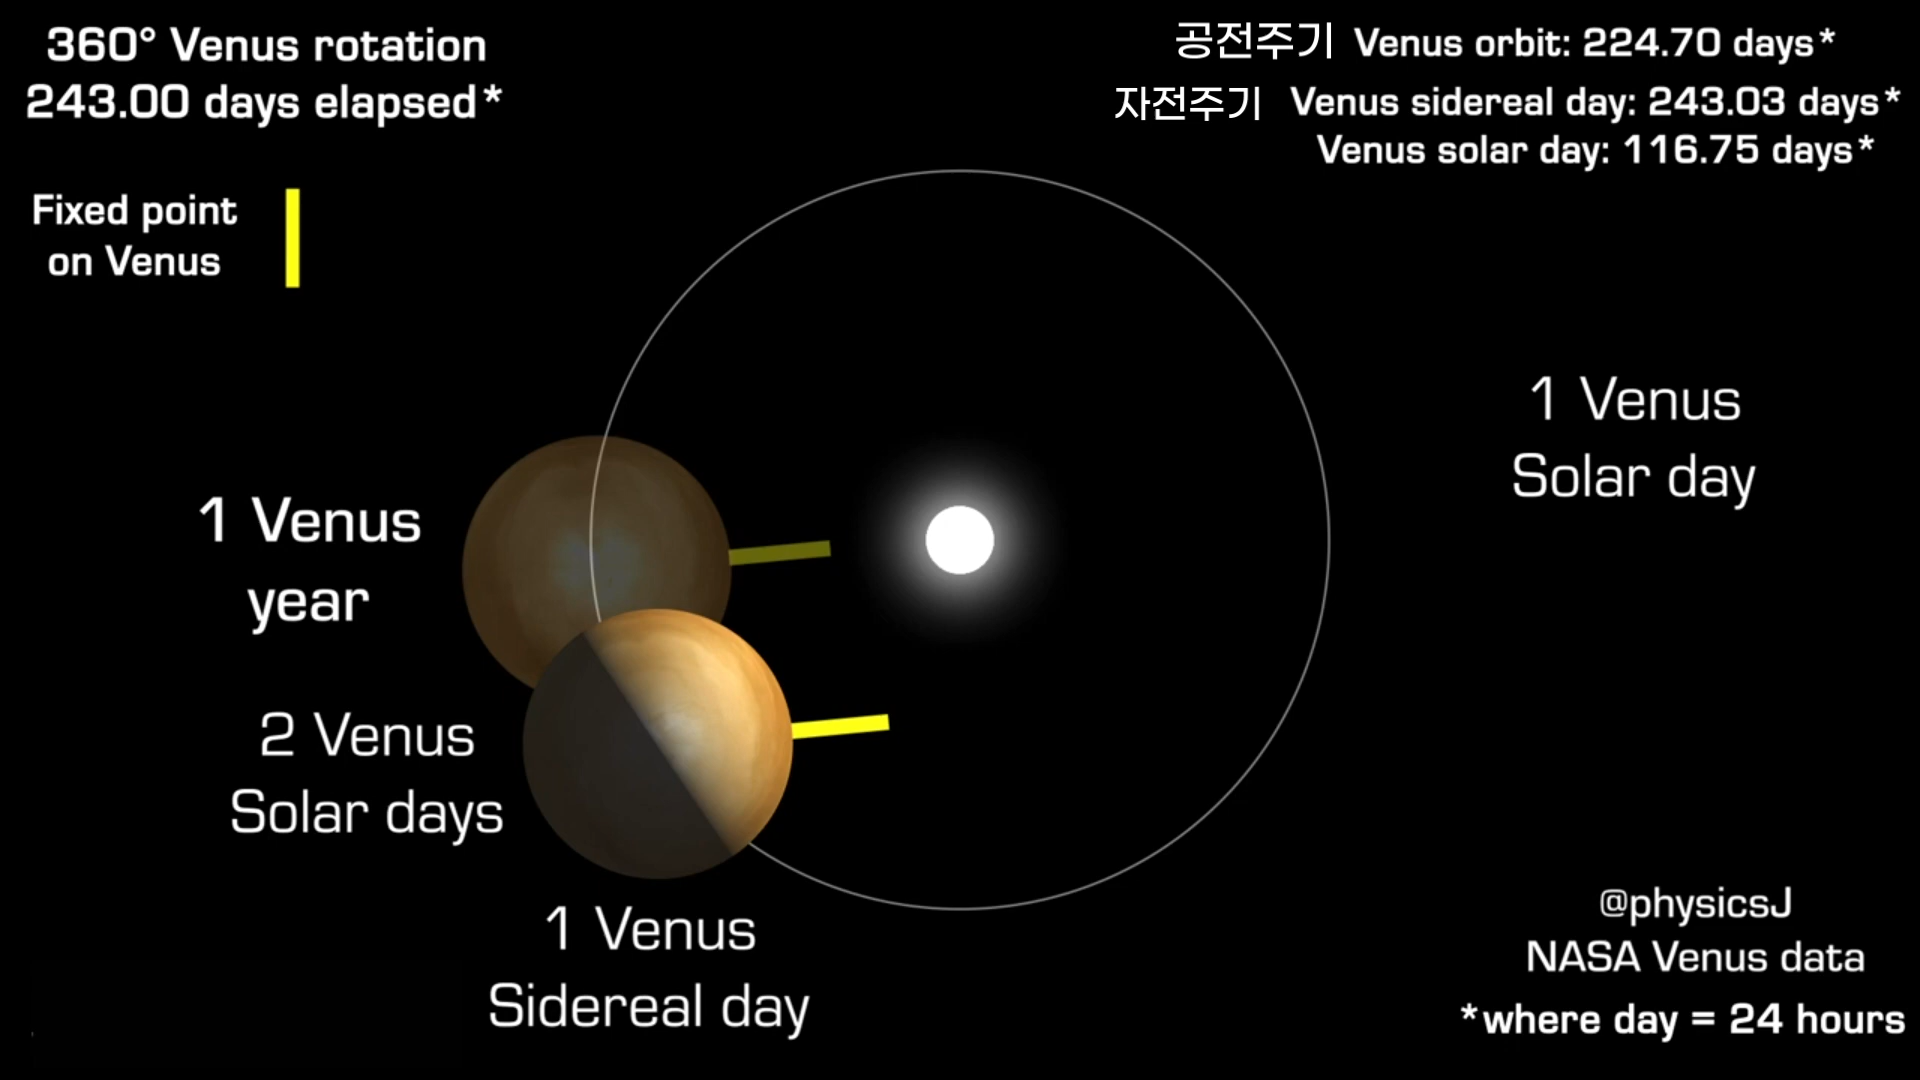 360° Venus rotation
243.00 days elapsed*
공전주기 Venus orbit: 224.70 days*
자전주기 Venus sidereal day: 243.03 days*
Venus solar day: 116.75 days*
Fixed point
on Venus
1 Venus
Solar day
1 Venus
year
2 Venus
Solar days
1 Venus
Sidereal day
@physicsJ
NASA Venus data
*where day = 24 hours